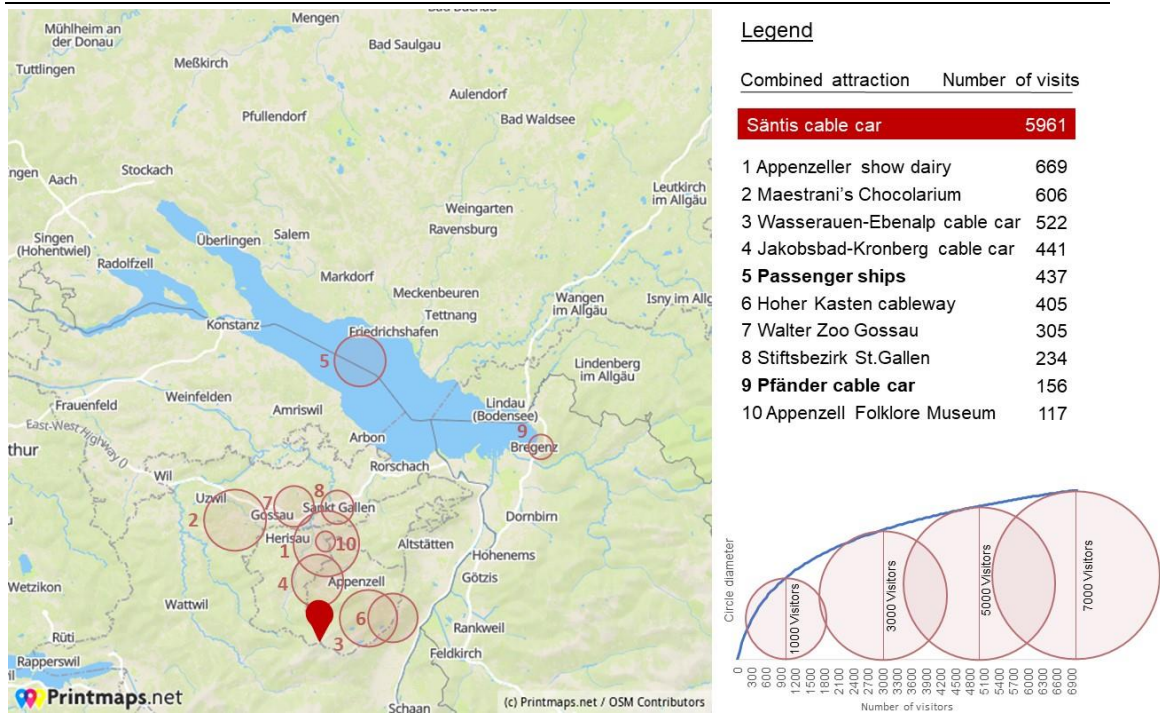 Mengen
Bad Buchau
Mühlheim an
der Donau
Bad Saulgau
Tuttlingen
Meßkirch
Aulendorf
Pfullendorf
Bad Waldsee
Stockach
ngen
Aach
Leutkirch
im Allgäu
Weingarten
Ravensburg
Singen
(Hohentwiel)
Überlingen
Salem
Radolfzell
Markdorf
Meckenbeuren
Tettnang
Wangen
im Allgäu
Isny im Allg
Konstanz
Friedrichshafen
5
Lindenberg
im Allgäu
Weinfelden
Frauenfeld
Amriswil
Lindau
(Bodensee)
East-West Highway ()
Arbon
9
Bregenz
thur
Rorschach
Wil
Uzwil
7
8
Sankt Gallen
2
Gossau
Dornbirn
Herisau
1
10
Altstätten
Hohenems
4
Appenzell
Götzis
Wetzikon
Wattwil
6
3
Rankweil
Rüti
Feldkirch
Rapperswil
il
Schaan
Printmaps.net
(c) Printmaps.net / OSM Contributors
Legend
Combined attraction Number of visits
Säntis cable car 5961
1 Appenzeller show dairy 669
2 Maestrani's Chocolarium 606
3 Wasserauen-Ebenalp cable car 522
4 Jakobsbad-Kronberg cable car 441
5 Passenger ships 437
6 Hoher Kasten cableway 405
7 Walter Zoo Gossau 305
8 Stiftsbezirk St.Gallen 234
9 Pfänder cable car 156
10 Appenzell Folklore Museum 117
Circle diameter
1000 Visitors
3000 Visitors
5000 Visitors
7000 Visitors
0 300 600 900 1200 1500 1800 2100 2400 2700 3000 3300 3600 3900 4200 4500 4800 5100 5400 5700 6000 6300 6600 6900
Number of visitors